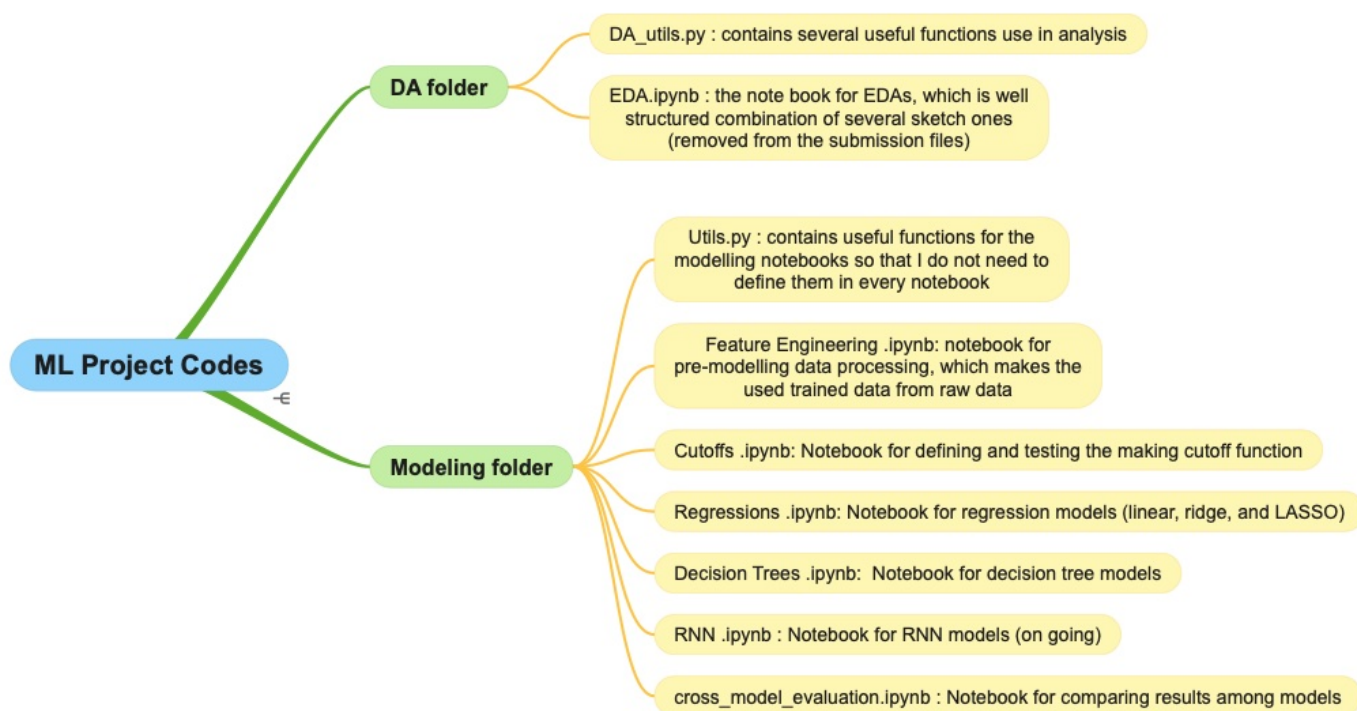 DA_utils.py : contains several useful functions use in analysis
DA folder
EDA.ipynb : the note book for EDAs, which is well
structured combination of several sketch ones
(removed from the submission files)
Utils.py : contains useful functions for the
modelling notebooks so that I do not need to
define them in every notebook
ML Project Codes
Feature Engineering .ipynb: notebook for
pre-modelling data processing, which makes the
used trained data from raw data
Modeling folder
Cutoffs .ipynb: Notebook for defining and testing the making cutoff function
Regressions .ipynb: Notebook for regression models (linear, ridge, and LASSO)
Decision Trees .ipynb:  Notebook for decision tree models
RNN .ipynb : Notebook for RNN models (on going)
cross_model_evaluation.ipynb : Notebook for comparing results among models